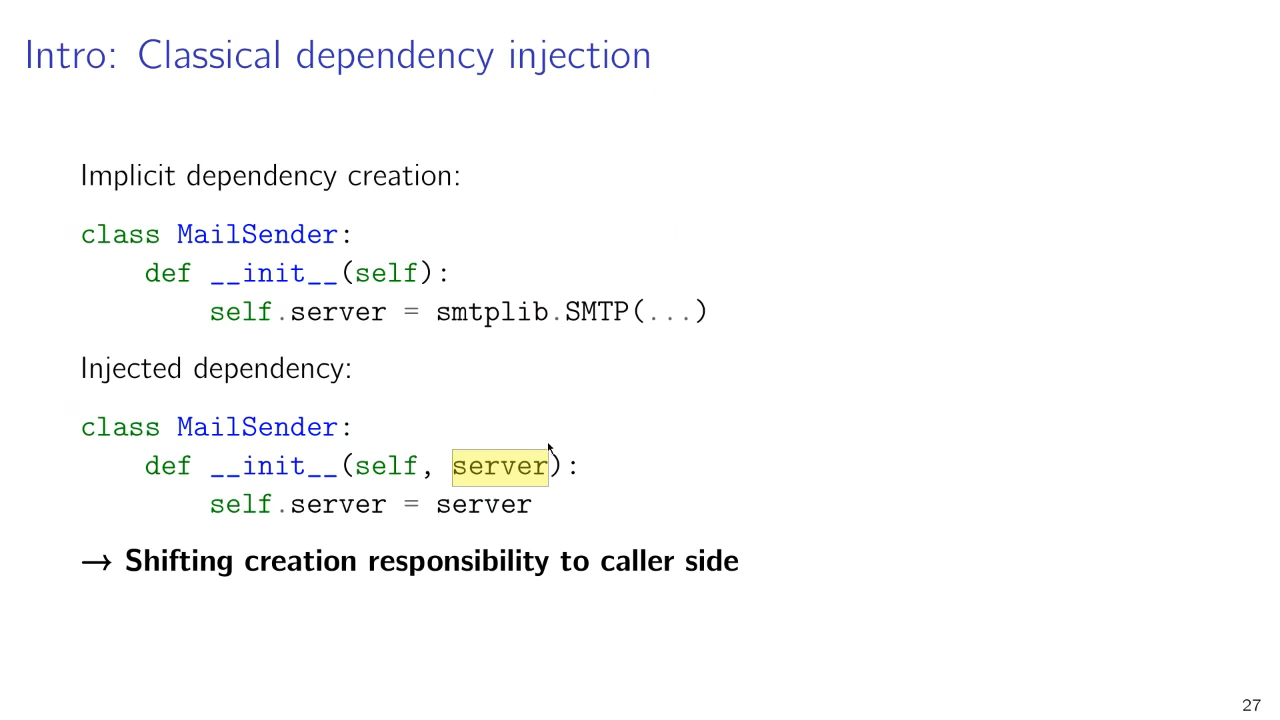 Intro: Classical dependency injection
Implicit dependency creation:
class MailSender:
    def __init__(self):
        self.server = smtplib.SMTP(...)
Injected dependency:
class MailSender:
    def __init__(self, server):
        self.server = server
→ Shifting creation responsibility to caller side
27